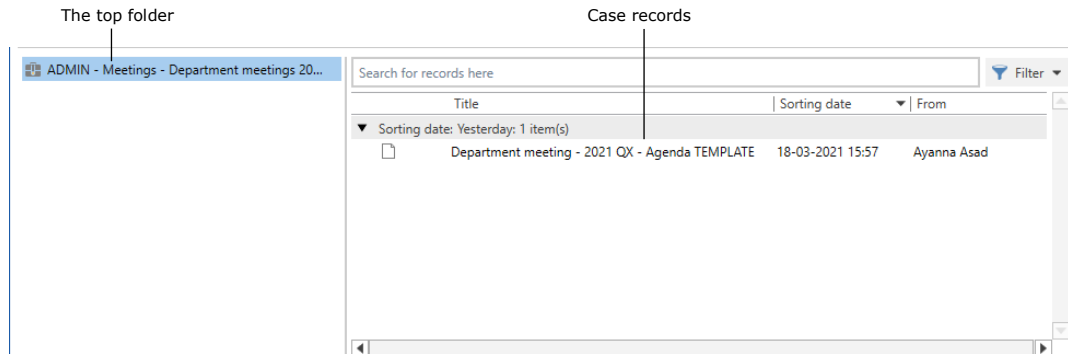 The top folder
Case records
ADMIN - Meetings - Department meetings 20...
Search for records here
Filter
Title Sorting date From
Sorting date: Yesterday: 1 item(s)
Department meeting - 2021 QX - Agenda TEMPLATE 18-03-2021 15:57 Ayanna Asad